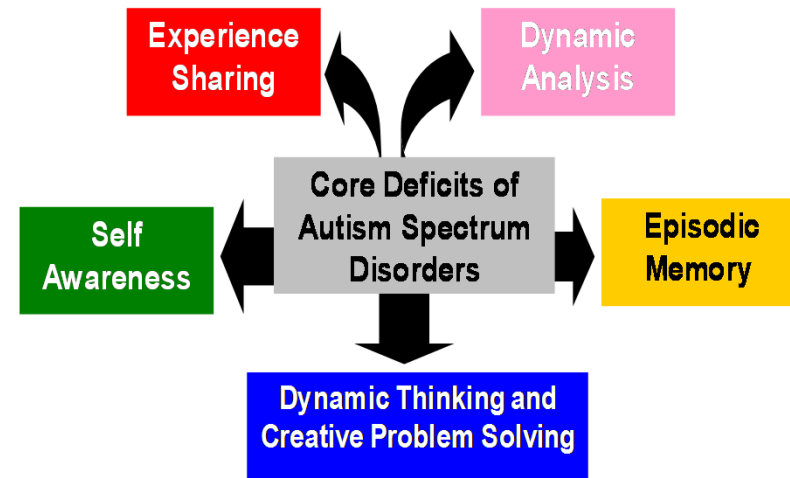 Experience
Sharing
Dynamic
Analysis
Core Deficits of
Autism Spectrum
Disorders
Self
Awareness
Episodic
Memory
Dynamic Thinking and
Creative Problem Solving